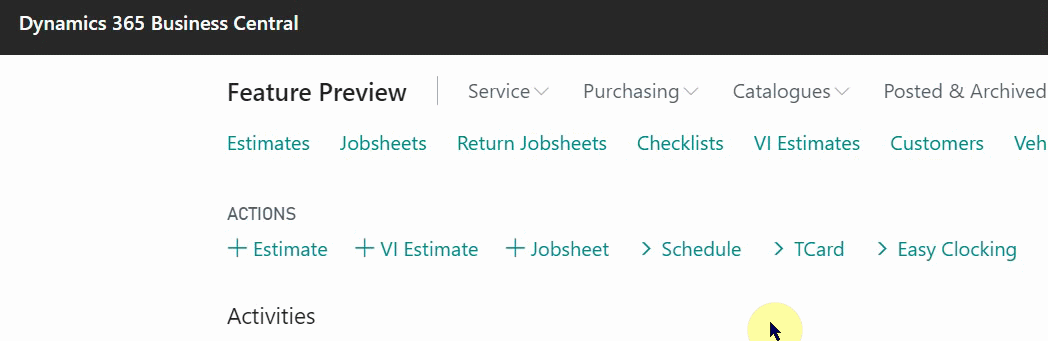 Dynamics 365 Business Central
Feature Preview Service Purchasing Catalogues Posted & Archived
Estimates Jobsheets Return Jobsheets Checklists VI Estimates Customers Veh
ACTIONS
+ Estimate + VI Estimate + Jobsheet > Schedule > TCard > Easy Clocking
Activities